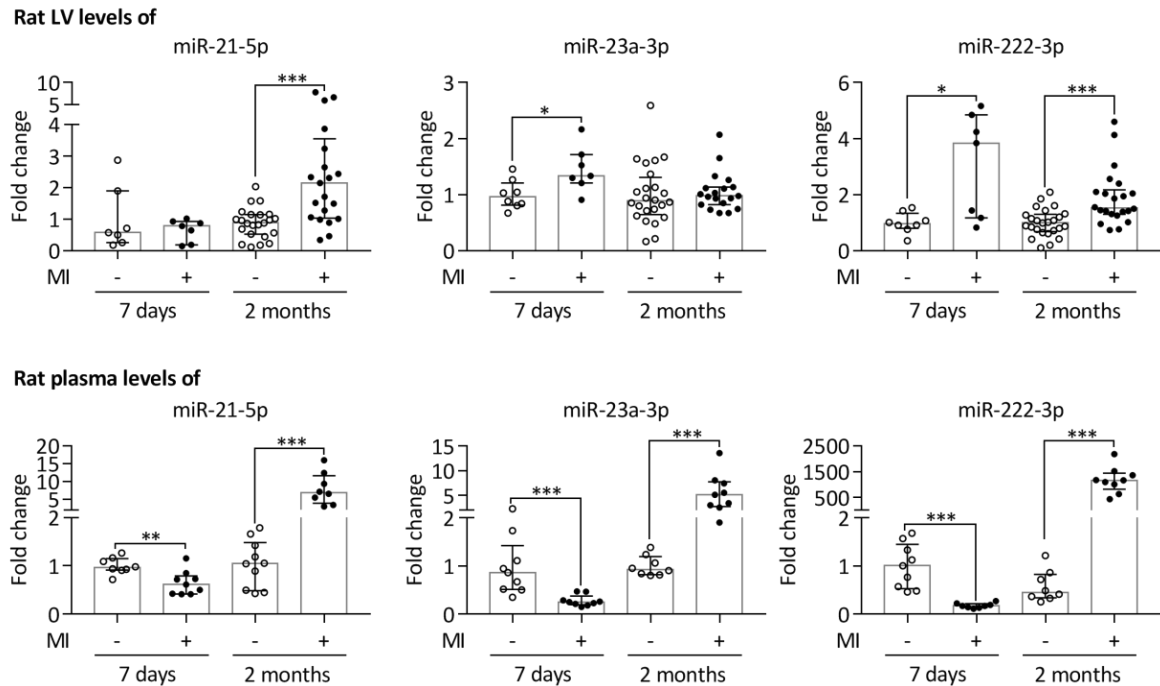 Rat LV levels of
miR-21-5p miR-23a-3p miR-222-3p
Fold change
10
5
4
3
2
1
0
***
Fold change
3
2
1
0
*
Fold change
6
4
2
0
* ***
MI - + - + - + - + - + - +
7 days 2 months 7 days 2 months 7 days 2 months
Rat plasma levels of
miR-21-5p miR-23a-3p miR-222-3p
Fold change
20
15
10
5
2
1
0
** ***
Fold change
15
10
5
2
1
0
*** ***
Fold change
2500
1500
500
2
1
0
*** ***
MI - + - + MI - + - + MI - + - +
7 days 2 months 7 days 2 months 7 days 2 months